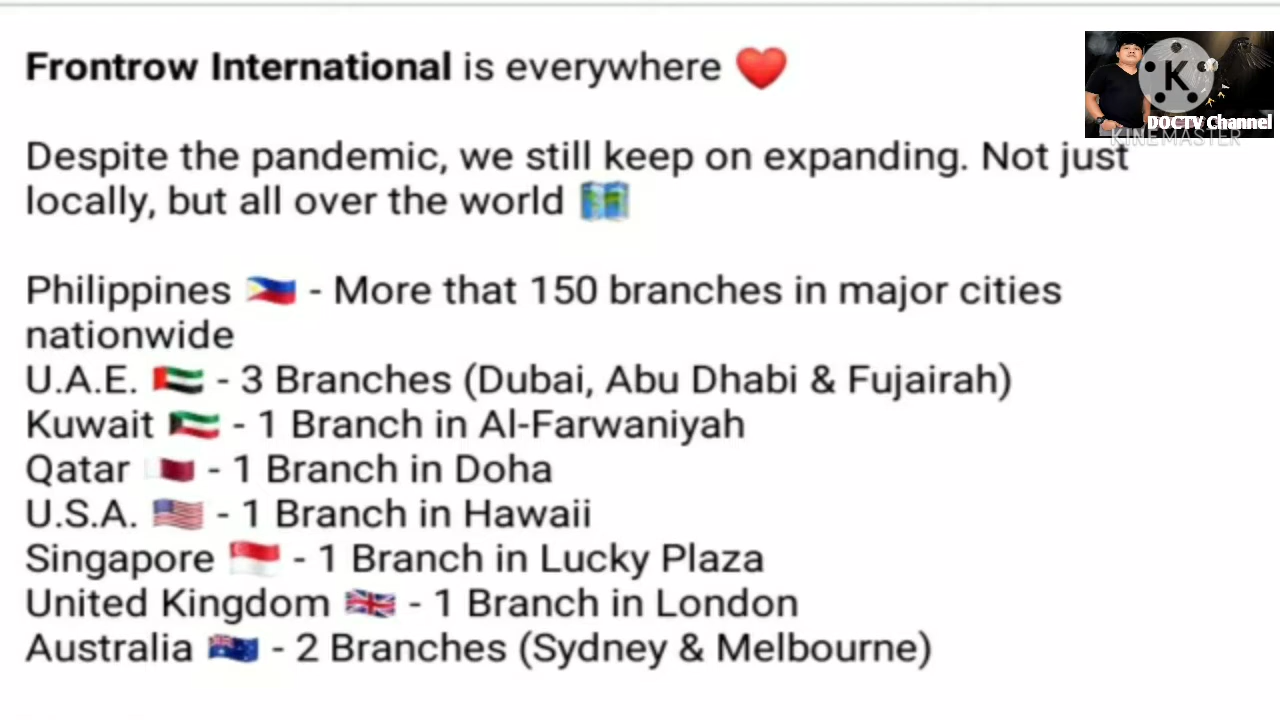 Frontrow International is everywhere ❤️
Despite the pandemic, we still keep on expanding. Not just
locally, but all over the world 🗺️
Philippines 🇵🇭 - More that 150 branches in major cities
nationwide
U.A.E. 🇦🇪 - 3 Branches (Dubai, Abu Dhabi & Fujairah)
Kuwait 🇰🇼 - 1 Branch in Al-Farwaniyah
Qatar 🇶🇦 - 1 Branch in Doha
U.S.A. 🇺🇸 - 1 Branch in Hawaii
Singapore 🇸🇬 - 1 Branch in Lucky Plaza
United Kingdom 🇬🇧 - 1 Branch in London
Australia 🇦🇺 - 2 Branches (Sydney & Melbourne)
K
DOCTV Channel
KINEMASTER